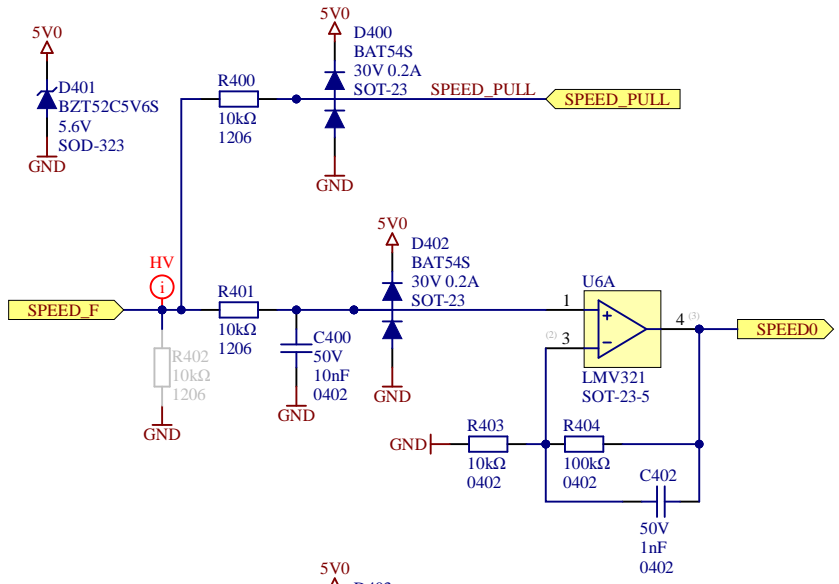 5V0
D401
BZT52C5V6S
5.6V
SOD-323
GND
5V0
D400
BAT54S
30V 0.2A
SOT-23
R400
10kΩ
1206
SPEED_PULL
SPEED_PULL
GND
HV
i
SPEED_F
R401
10kΩ
1206
R402
10kΩ
1206
GND
C400
50V
10nF
0402
GND
5V0
D402
BAT54S
30V 0.2A
SOT-23
GND
U6A
1
(2) 3
4 (3)
LMV321
SOT-23-5
SPEED0
GND
R403
10kΩ
0402
R404
100kΩ
0402
C402
50V
1nF
0402
5V0